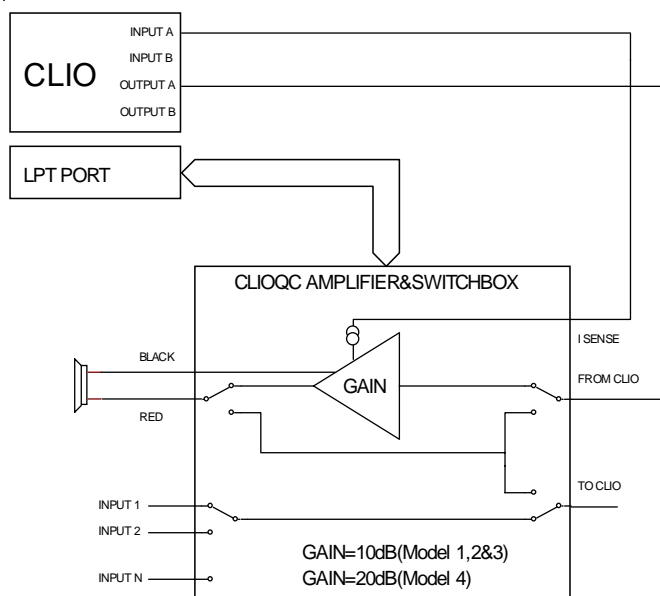 INPUT A
INPUT B
CLIO
OUTPUT A
OUTPUT B
LPT PORT
CLIOQC AMPLIFIER&SWITCHBOX
I SENSE
BLACK
GAIN
FROM CLIO
RED
TO CLIO
INPUT 1
INPUT 2
GAIN=10dB(Model 1,2&3)
INPUT N
GAIN=20dB(Model 4)